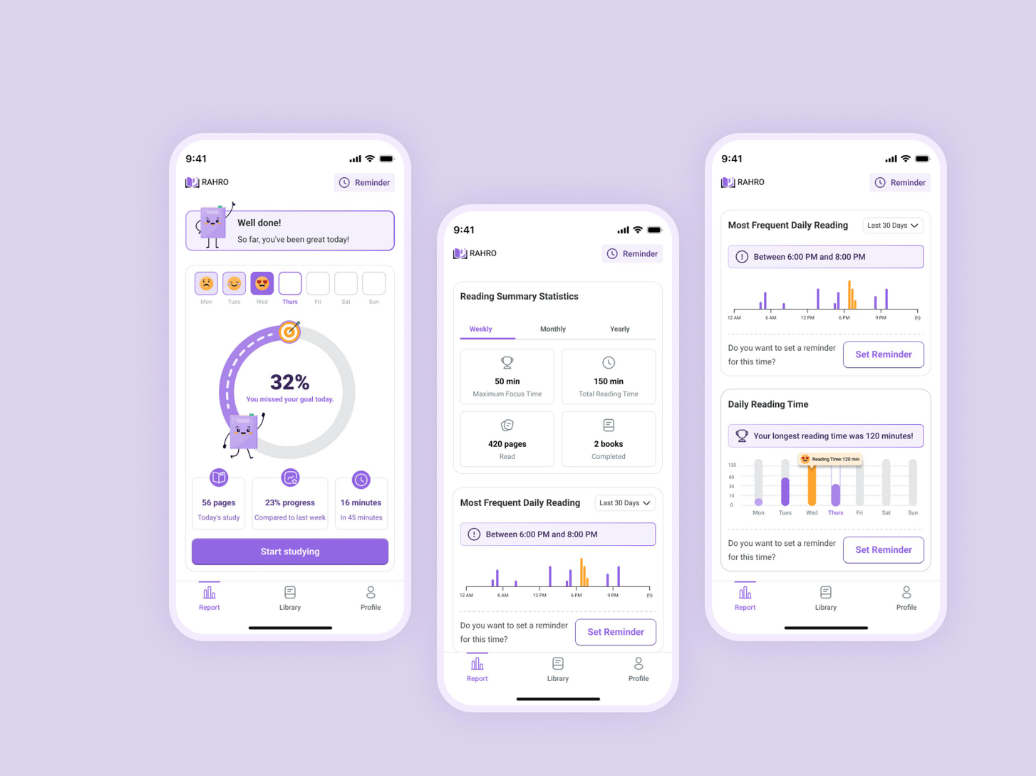 9:41
RAHRO
Reminder
Well done!
So far, you've been great today!
Mon Tues Wed Thurs Fri Sat Sun
32%
You missed your goal today.
56 pages
Today's study
23% progress
Compared to last week
16 minutes
In 45 minutes
Start studying
Report Library Profile
9:41
RAHRO
Reminder
Reading Summary Statistics
Weekly Monthly Yearly
50 min
Maximum Focus Time
150 min
Total Reading Time
420 pages
Read
2 books
Completed
Most Frequent Daily Reading
Last 30 Days
Between 6:00 PM and 8:00 PM
12 AM 6 AM 12 PM 6 PM 9 PM (h)
Do you want to set a reminder
for this time?
Set Reminder
Report Library Profile
9:41
RAHRO
Reminder
Most Frequent Daily Reading
Last 30 Days
Between 6:00 PM and 8:00 PM
12 AM 6 AM 12 PM 6 PM 9 PM (h)
Do you want to set a reminder
for this time?
Set Reminder
Daily Reading Time
Your longest reading time was 120 minutes!
Reading Time: 120 min
120
60
30
10
0
Mon Tues Wed Thurs Fri Sat Sun
Do you want to set a reminder
for this time?
Set Reminder
Report Library Profile